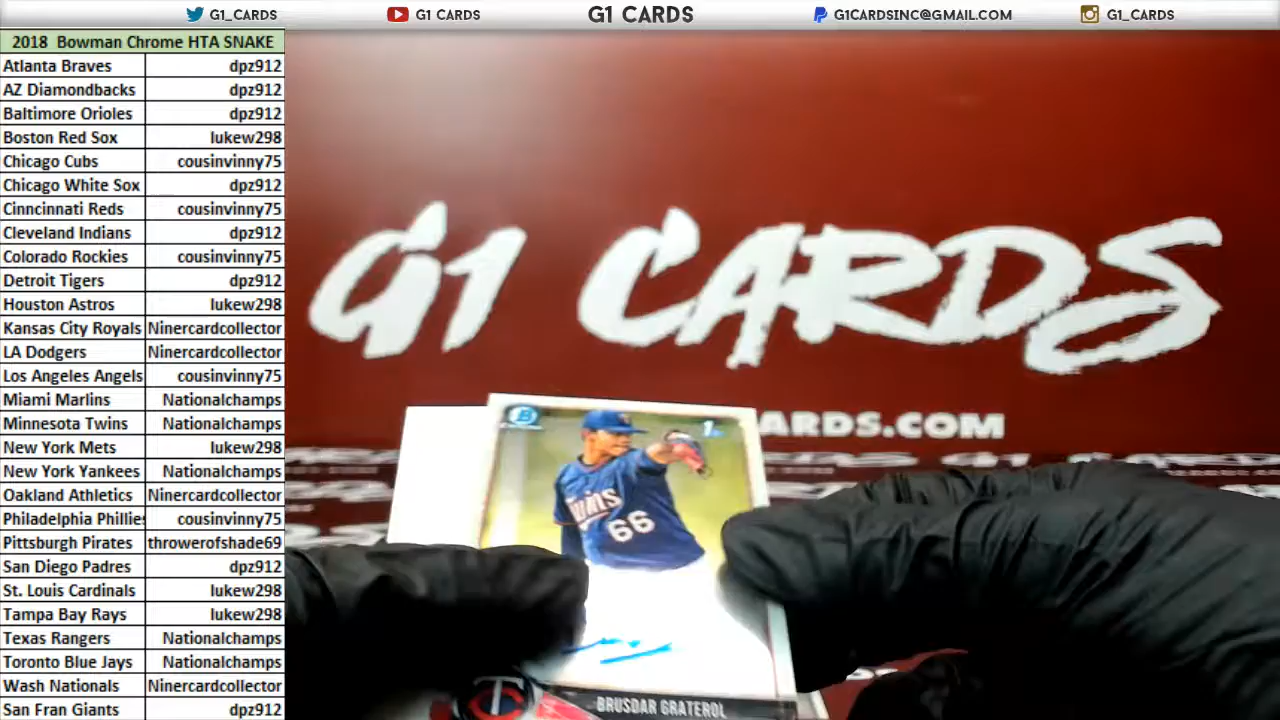 G1_CARDS G1 CARDS G1 CARDS G1CARDSINC@GMAIL.COM G1_CARDS
2018 Bowman Chrome HTA SNAKE
Atlanta Braves dpz912
AZ Diamondbacks dpz912
Baltimore Orioles dpz912
Boston Red Sox lukew298
Chicago Cubs cousinvinny75
Chicago White Sox dpz912
Cinncinnati Reds cousinvinny75
Cleveland Indians dpz912
Colorado Rockies cousinvinny75
Detroit Tigers dpz912
Houston Astros lukew298
Kansas City Royals Ninercardcollector
LA Dodgers Ninercardcollector
Los Angeles Angels cousinvinny75
Miami Marlins Nationalchamps
Minnesota Twins Nationalchamps
New York Mets lukew298
New York Yankees Nationalchamps
Oakland Athletics Ninercardcollector
Philadelphia Phillie cousinvinny75
Pittsburgh Pirates throwerofshade69
San Diego Padres dpz912
St. Louis Cardinals lukew298
Tampa Bay Rays lukew298
Texas Rangers Nationalchamps
Toronto Blue Jays Nationalchamps
Wash Nationals Ninercardcollector
San Fran Giants dpz912
G1 CARDS
ARDS.COM
B 1st
Twins
66
BRUSDAR GRATEROL